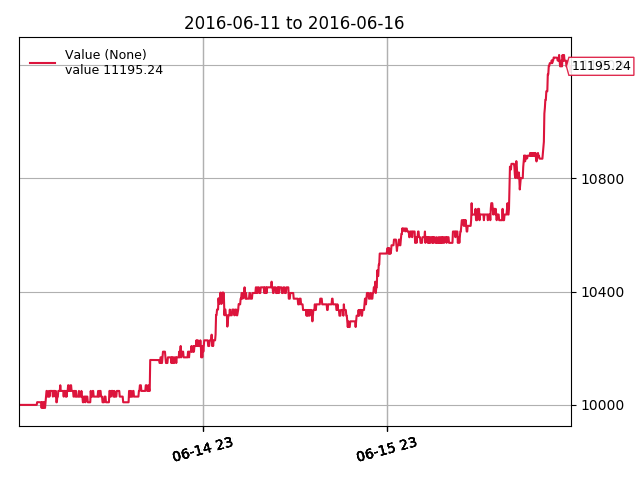 2016-06-11 to 2016-06-16
Value (None)
value 11195.24
11195.24
10800
10400
10000
06-14 23
06-15 23